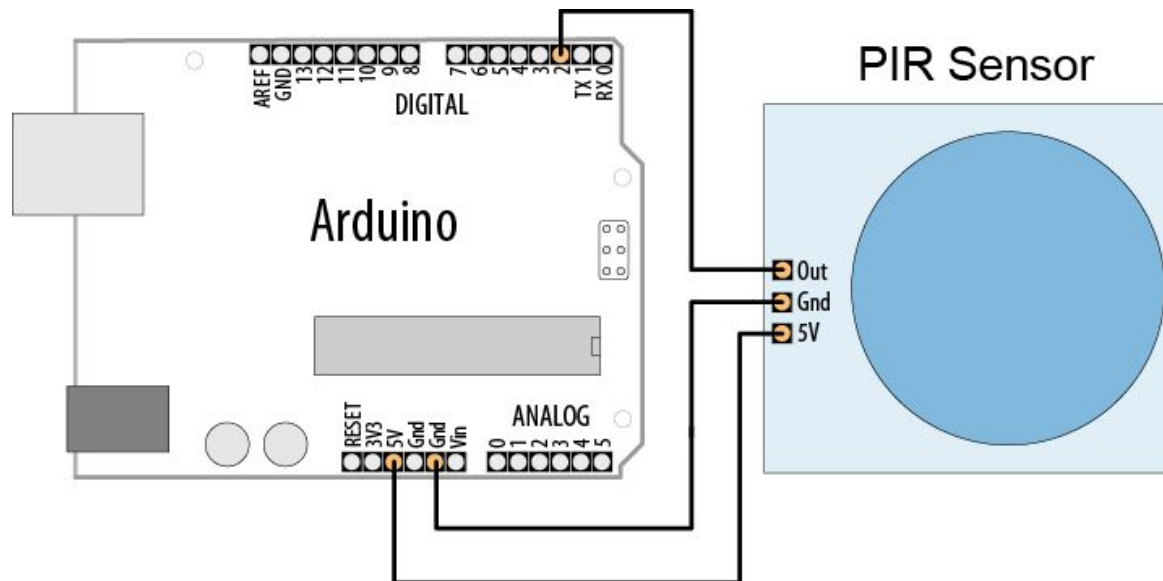 PIR Sensor
AREF
GND
13
12
11
10
9
8
7
6
5
4
3
2
TX 1
RX 0
DIGITAL
Arduino
Out
Gnd
5V
RESET
3V3
5V
Gnd
Gnd
Vin
ANALOG
0
1
2
3
4
5